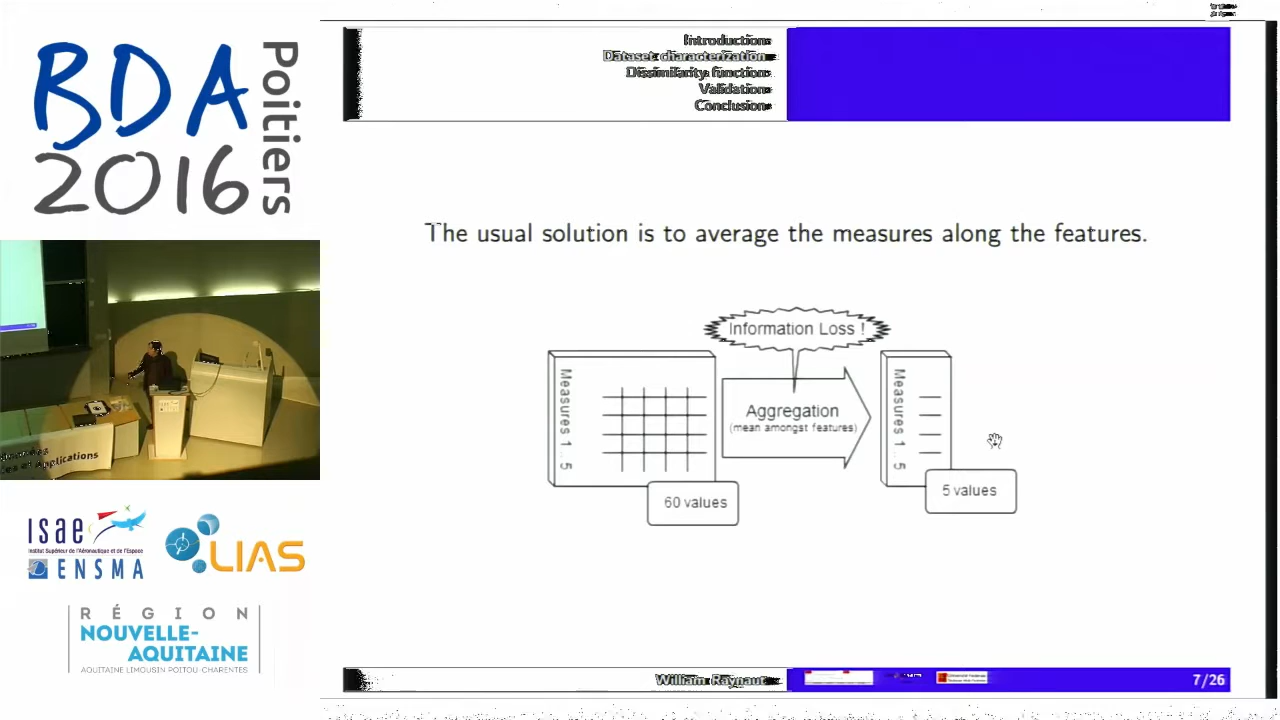 BDA
2016
Poitiers
Introduction
Dataset characterization
Dissimilarity function
Validation
Conclusion
The usual solution is to average the measures along the features.
Information Loss !
Measures 1 .. 5
Aggregation
(mean amongst features)
Measures 1 .. 5
60 values
5 values
et Applications
isae
Institut Supérieur de l'Aéronautique et de l'Espace
ENSMA
LIAS
RÉGION
NOUVELLE-
AQUITAINE
AQUITAINE LIMOUSIN POITOU-CHARENTES
William Raynaut
7/26